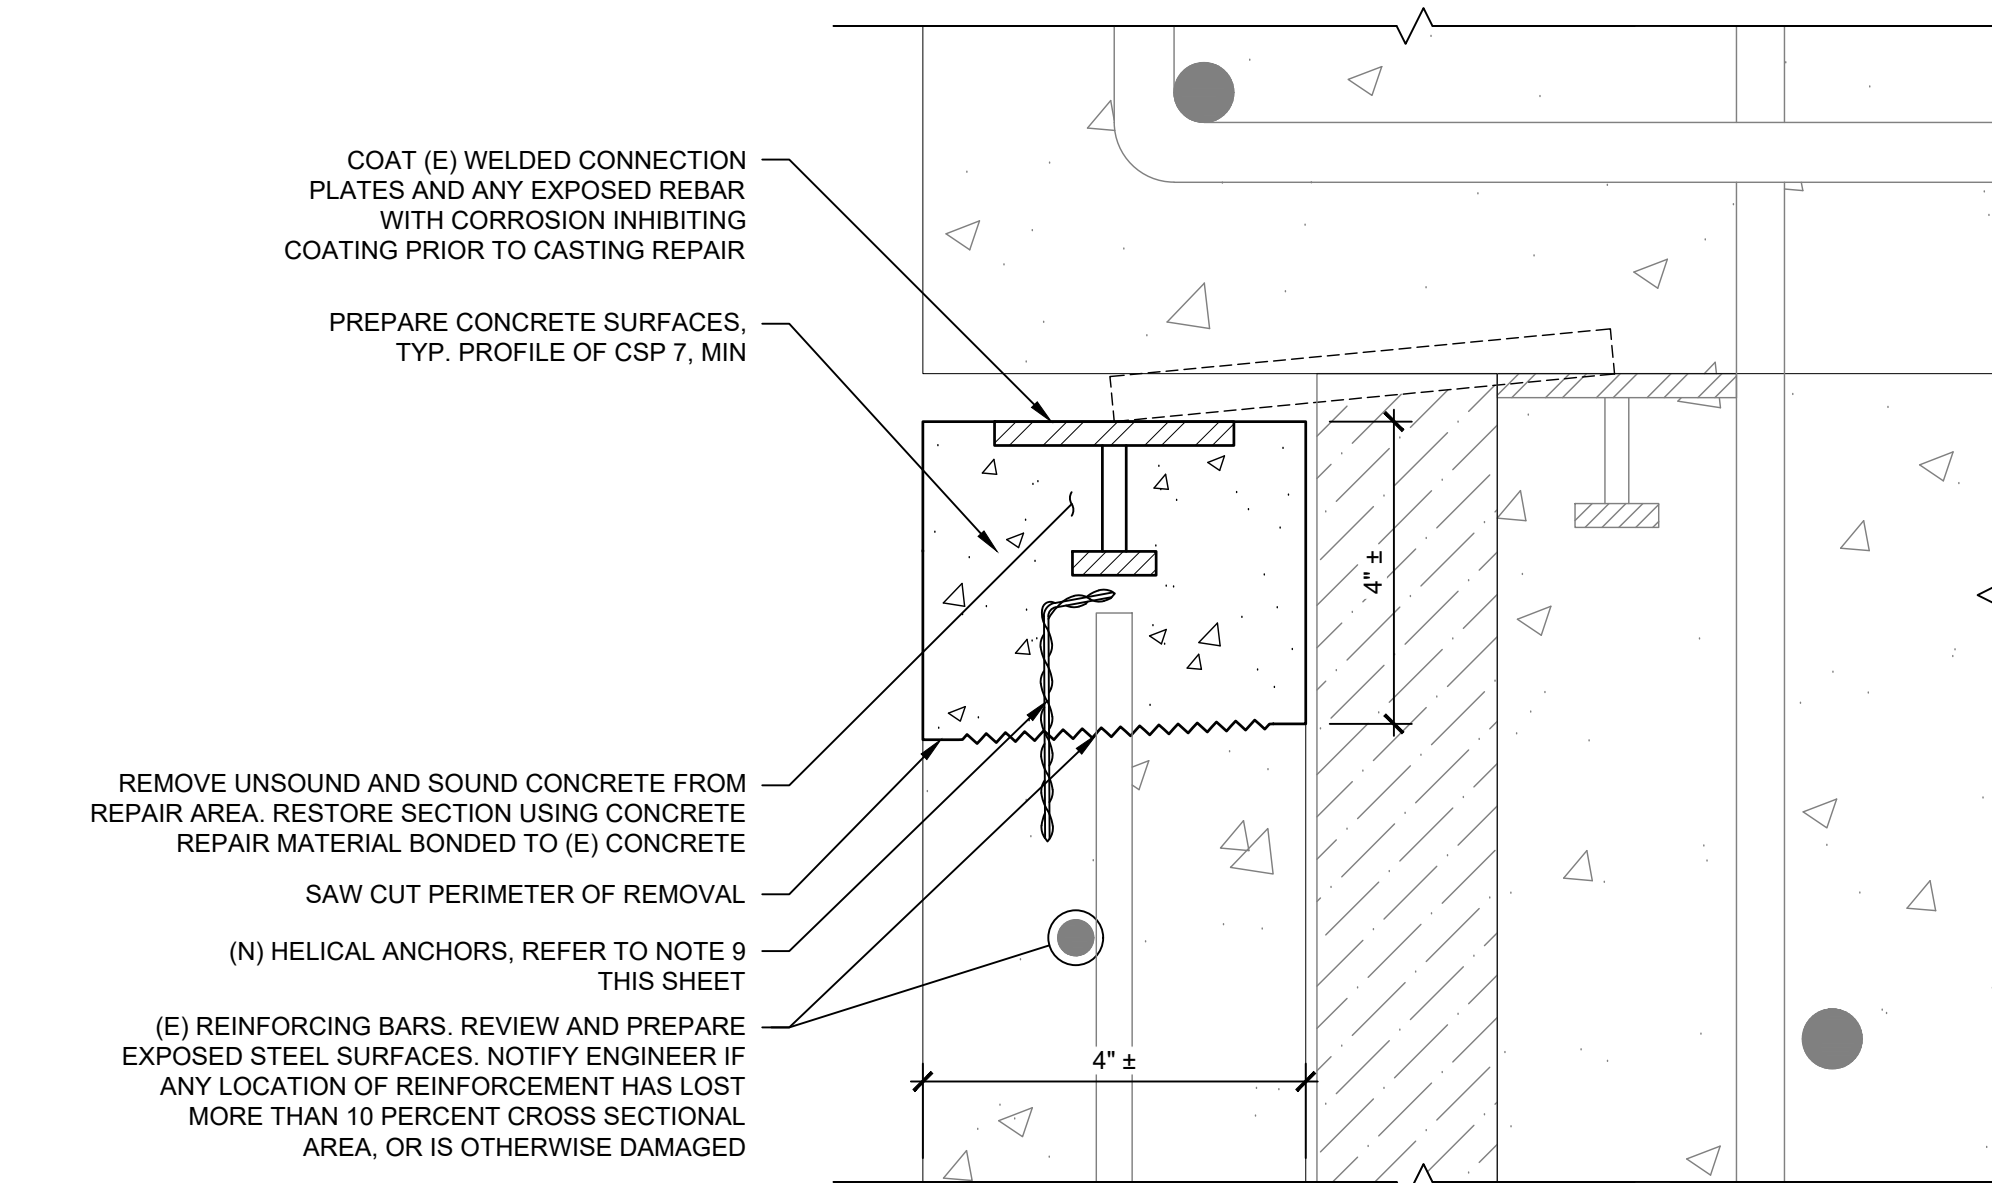 COAT (E) WELDED CONNECTION
PLATES AND ANY EXPOSED REBAR
WITH CORROSION INHIBITING
COATING PRIOR TO CASTING REPAIR
PREPARE CONCRETE SURFACES,
TYP. PROFILE OF CSP 7, MIN
4" ±
REMOVE UNSOUND AND SOUND CONCRETE FROM
REPAIR AREA. RESTORE SECTION USING CONCRETE
REPAIR MATERIAL BONDED TO (E) CONCRETE
SAW CUT PERIMETER OF REMOVAL
(N) HELICAL ANCHORS, REFER TO NOTE 9
THIS SHEET
(E) REINFORCING BARS. REVIEW AND PREPARE
EXPOSED STEEL SURFACES. NOTIFY ENGINEER IF
ANY LOCATION OF REINFORCEMENT HAS LOST
MORE THAN 10 PERCENT CROSS SECTIONAL
AREA, OR IS OTHERWISE DAMAGED
4" ±